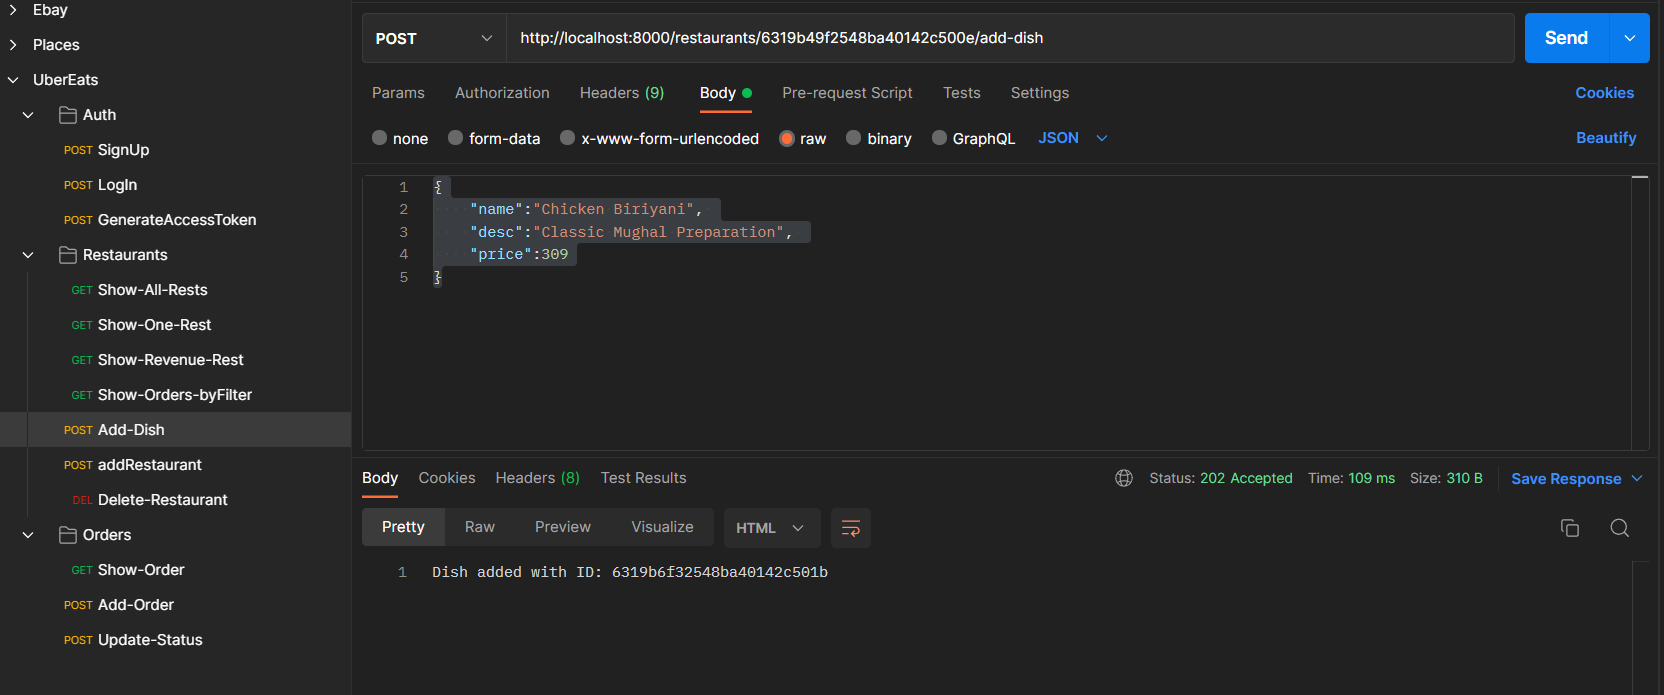 Ebay
Places
UberEats
Auth
POST SignUp
POST LogIn
POST GenerateAccessToken
Restaurants
GET Show-All-Rests
GET Show-One-Rest
GET Show-Revenue-Rest
GET Show-Orders-byFilter
POST Add-Dish
POST addRestaurant
DEL Delete-Restaurant
Orders
GET Show-Order
POST Add-Order
POST Update-Status
POST http://localhost:8000/restaurants/6319b49f2548ba40142c500e/add-dish Send
Params Authorization Headers (9) Body Pre-request Script Tests Settings Cookies
none form-data x-www-form-urlencoded raw binary GraphQL JSON Beautify
1 {
2 "name":"Chicken Biriyani",
3 "desc":"Classic Mughal Preparation",
4 "price":309
5 }
Body Cookies Headers (8) Test Results Status: 202 Accepted Time: 109 ms Size: 310 B Save Response
Pretty Raw Preview Visualize HTML
1 Dish added with ID: 6319b6f32548ba40142c501b